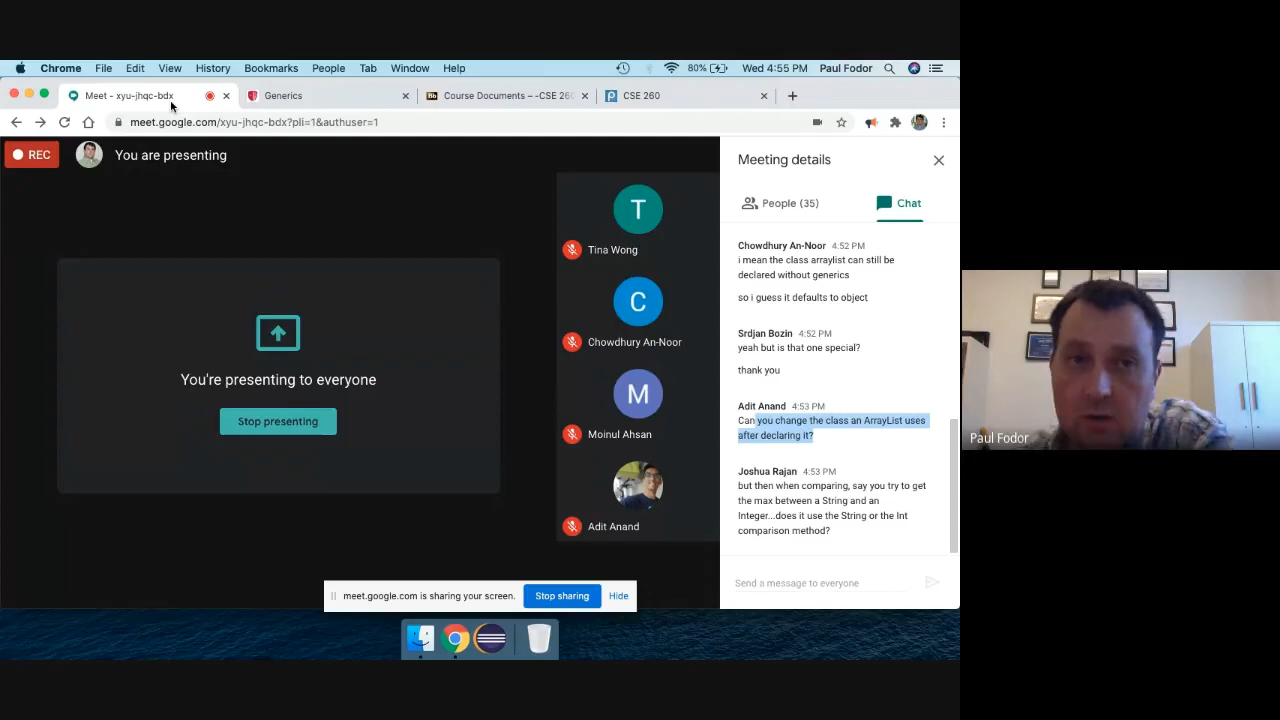 Chrome File Edit View History Bookmarks People Tab Window Help 80% Wed 4:55 PM Paul Fodor
Meet - xyu-jhqc-bdx Generics Course Documents – -CSE 260 CSE 260
meet.google.com/xyu-jhqc-bdx?pli=1&authuser=1
REC You are presenting
You're presenting to everyone
Stop presenting
T
Tina Wong
C
Chowdhury An-Noor
M
Moinul Ahsan
Adit Anand
Meeting details
People (35) Chat
Chowdhury An-Noor 4:52 PM
i mean the class arraylist can still be
declared without generics
so i guess it defaults to object
Srdjan Bozin 4:52 PM
yeah but is that one special?
thank you
Adit Anand 4:53 PM
Can you change the class an ArrayList uses
after declaring it?
Joshua Rajan 4:53 PM
but then when comparing, say you try to get
the max between a String and an
Integer...does it use the String or the Int
comparison method?
Send a message to everyone
meet.google.com is sharing your screen. Stop sharing Hide
Paul Fodor